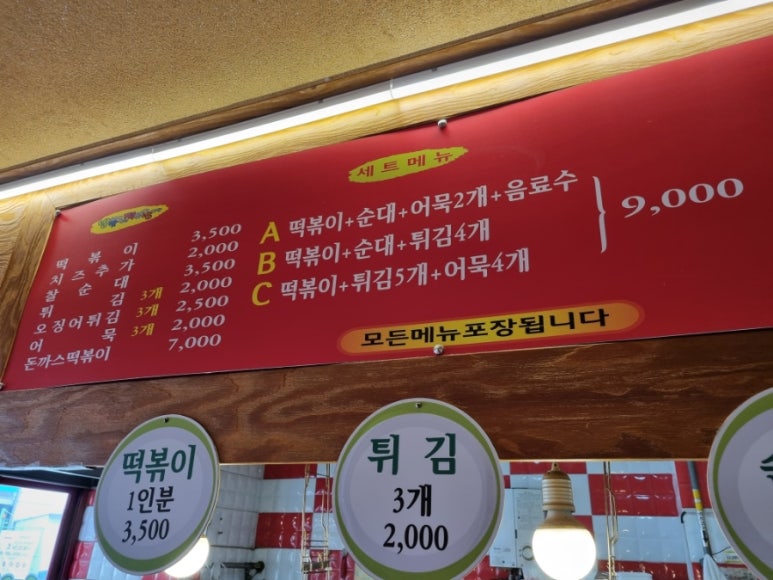 세트메뉴
떡볶이 3,500
치즈추가 2,000
찰순대 3,500
튀김 3개 2,000
오징어튀김 3개 2,500
어묵 3개 2,000
돈까스떡볶이 7,000
A 떡볶이+순대+어묵2개+음료수
B 떡볶이+순대+튀김4개
C 떡볶이+튀김5개+어묵4개
9,000
모든메뉴포장됩니다
떡볶이
1인분
3,500
튀김
3개
2,000